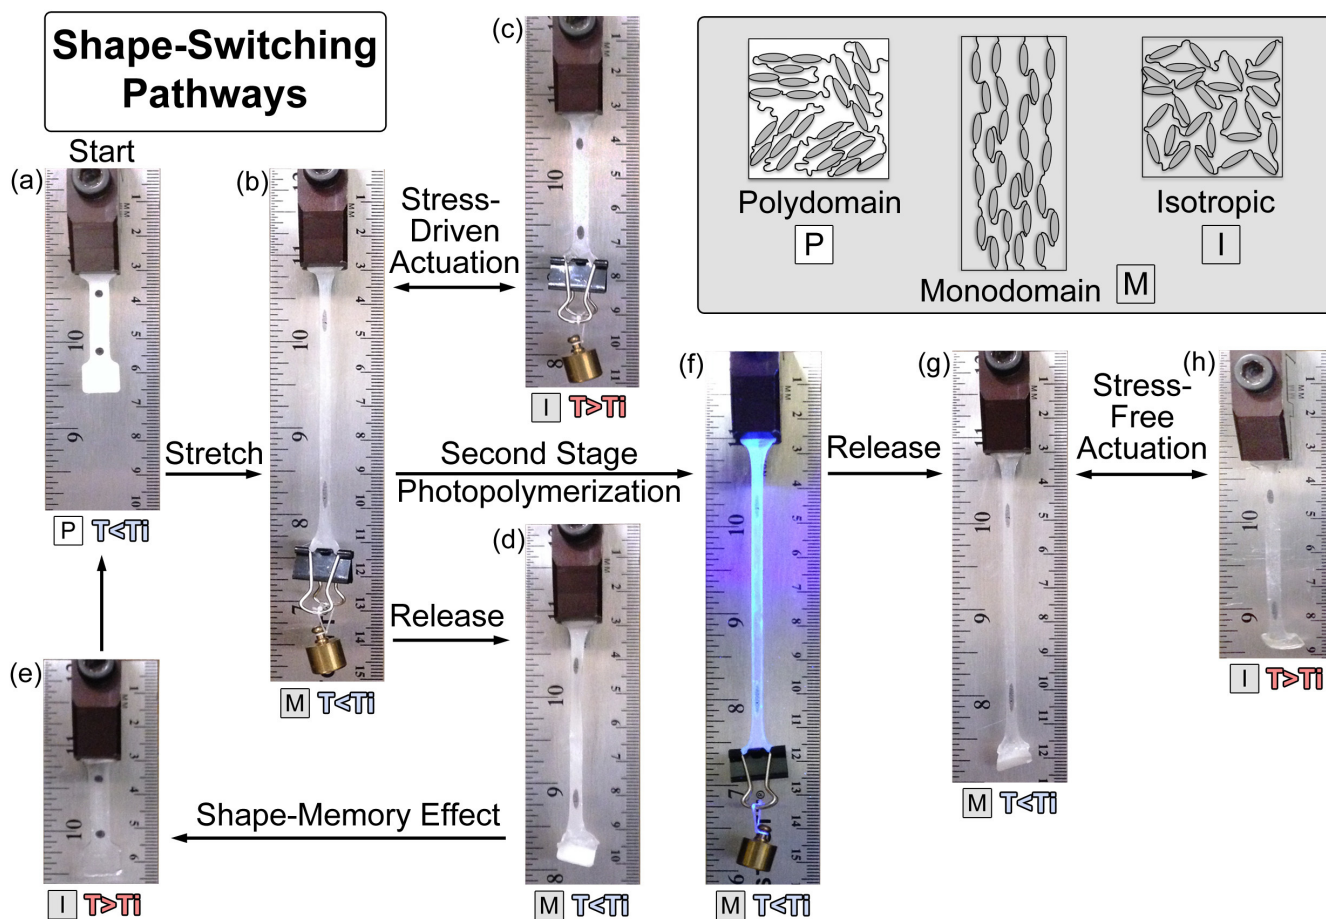 Shape-Switching
Pathways
Start
(a)
P T<Ti
Stretch
(b)
M T<Ti
Stress-
Driven
Actuation
(c)
I T>Ti
Polydomain
P
Monodomain M
Isotropic
I
Second Stage
Photopolymerization
Release
(d)
M T<Ti
Shape-Memory Effect
(e)
I T>Ti
(f)
M T<Ti
Release
(g)
M T<Ti
Stress-
Free
Actuation
(h)
I T>Ti